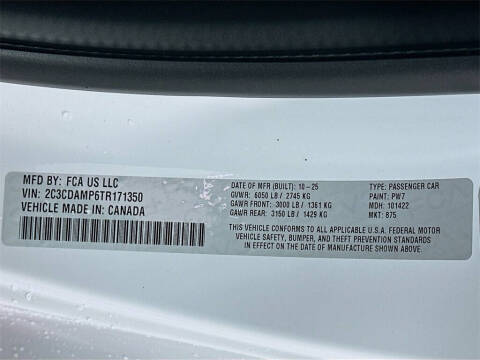 MFD BY: FCA US LLC
VIN: 2C3CDAMP6TR171350
VEHICLE MADE IN: CANADA
DATE OF MFR (BUILT): 10-25
GVWR: 6050 LB / 2745 KG
GAWR FRONT: 3000 LB / 1361 KG
GAWR REAR: 3150 LB / 1429 KG
TYPE: PASSENGER CAR
PAINT: PW7
MDH: 101422
MKT: 875
THIS VEHICLE CONFORMS TO ALL APPLICABLE U.S.A. FEDERAL MOTOR
VEHICLE SAFETY, BUMPER, AND THEFT PREVENTION STANDARDS
IN EFFECT ON THE DATE OF MANUFACTURE SHOWN ABOVE.